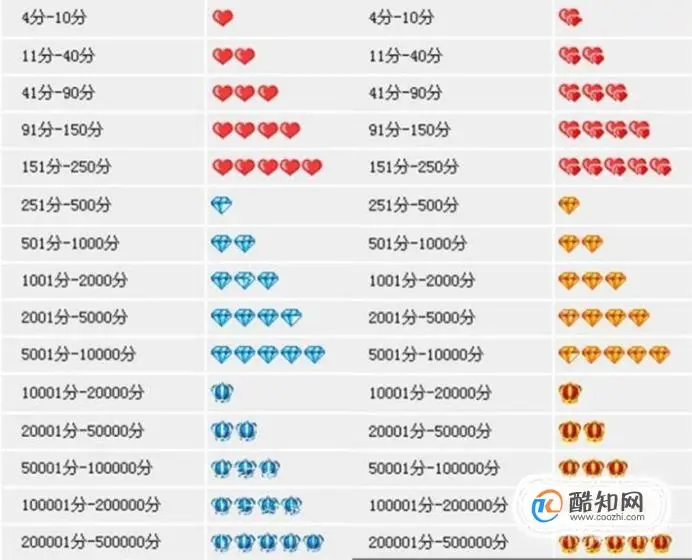 4分-10分 4分-10分
11分-40分 11分-40分
41分-90分 41分-90分
91分-150分 91分-150分
151分-250分 151分-250分
251分-500分 251分-500分
501分-1000分 501分-1000分
1001分-2000分 1001分-2000分
2001分-5000分 2001分-5000分
5001分-10000分 5001分-10000分
10001分-20000分 10001分-20000分
20001分-50000分 20001分-50000分
50001分-100000分 50001分-100000分
100001分-200000分 100001分-200000分
酷知网
www.coozhi.com
200001分-500000分 200001分-500000分